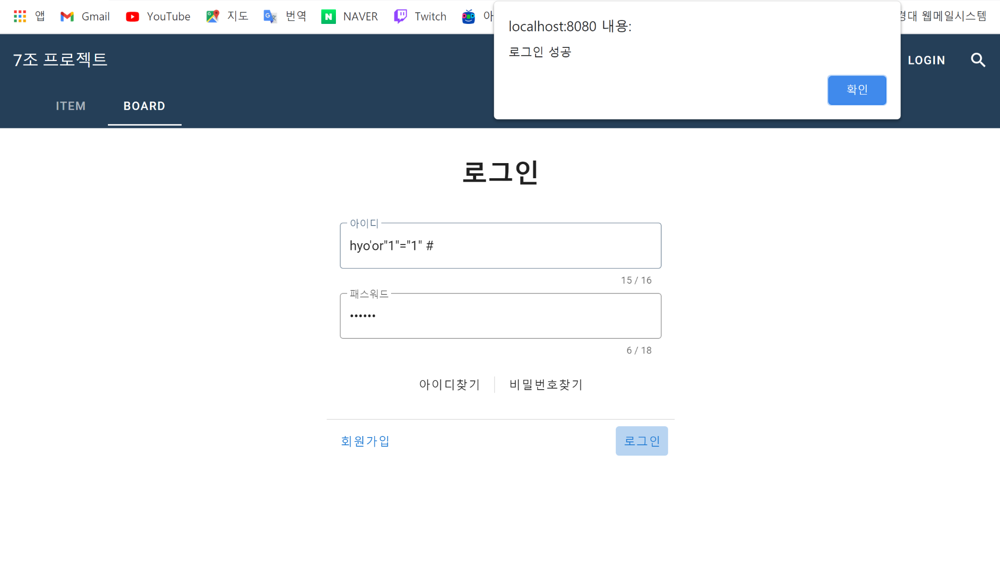 앱 Gmail YouTube 지도 번역 NAVER Twitch 아 경대 웹메일시스템
localhost:8080 내용:
로그인 성공
확인
7조 프로젝트
LOGIN
ITEM BOARD
로그인
아이디
hyo'or"1"="1" #
15 / 16
패스워드
6 / 18
아이디찾기 비밀번호찾기
회원가입 로그인